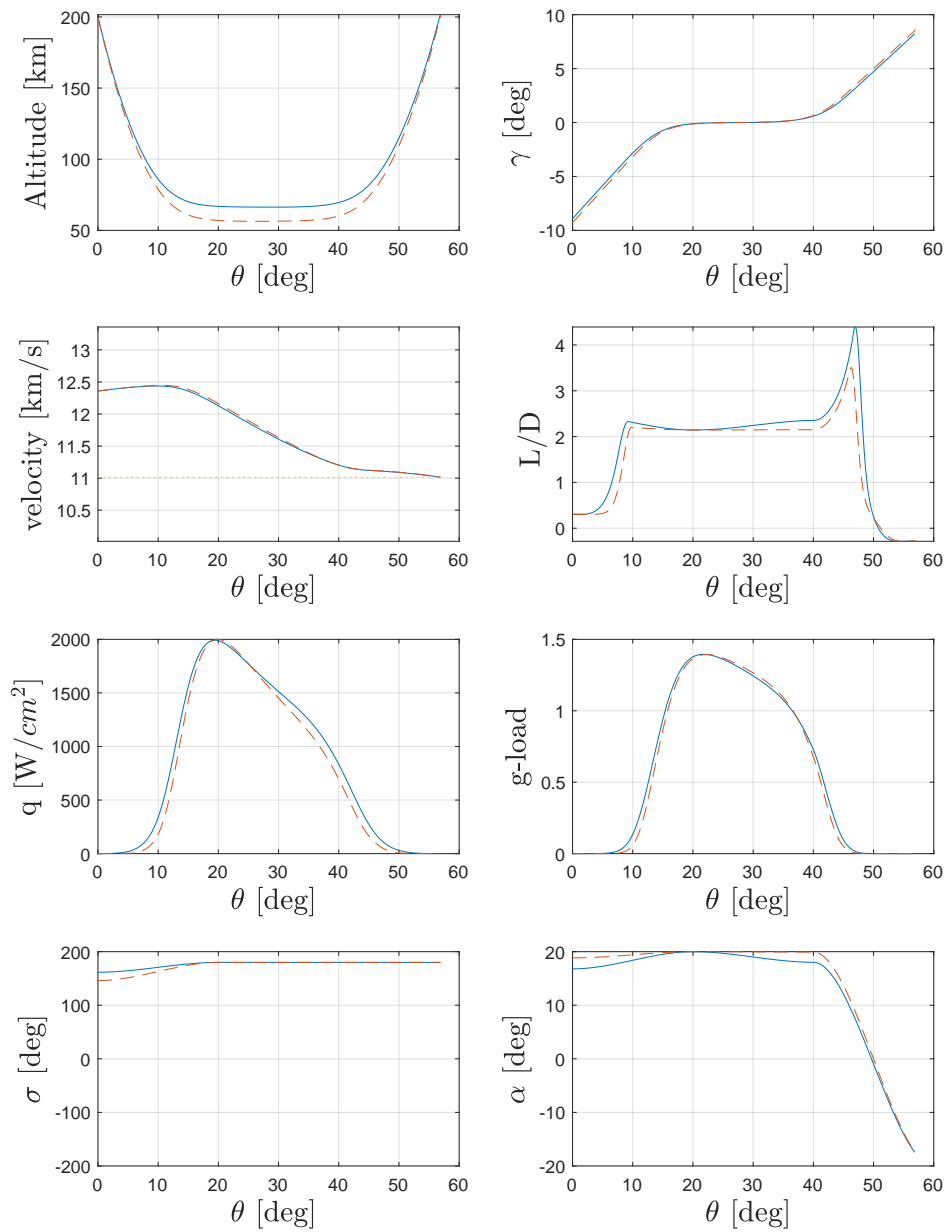 200
150
100
50
Altitude [km]
0 10 20 30 40 50 60
θ [deg]
10
5
0
-5
-10
γ [deg]
0 10 20 30 40 50 60
θ [deg]
13
12.5
12
11.5
11
10.5
velocity [km/s]
0 10 20 30 40 50 60
θ [deg]
4
3
2
1
0
L/D
0 10 20 30 40 50 60
θ [deg]
2000
1500
1000
500
0
q [W/cm²]
0 10 20 30 40 50 60
θ [deg]
1.5
1
0.5
0
g-load
0 10 20 30 40 50 60
θ [deg]
200
100
0
-100
-200
σ [deg]
0 10 20 30 40 50 60
θ [deg]
20
10
0
-10
-20
α [deg]
0 10 20 30 40 50 60
θ [deg]